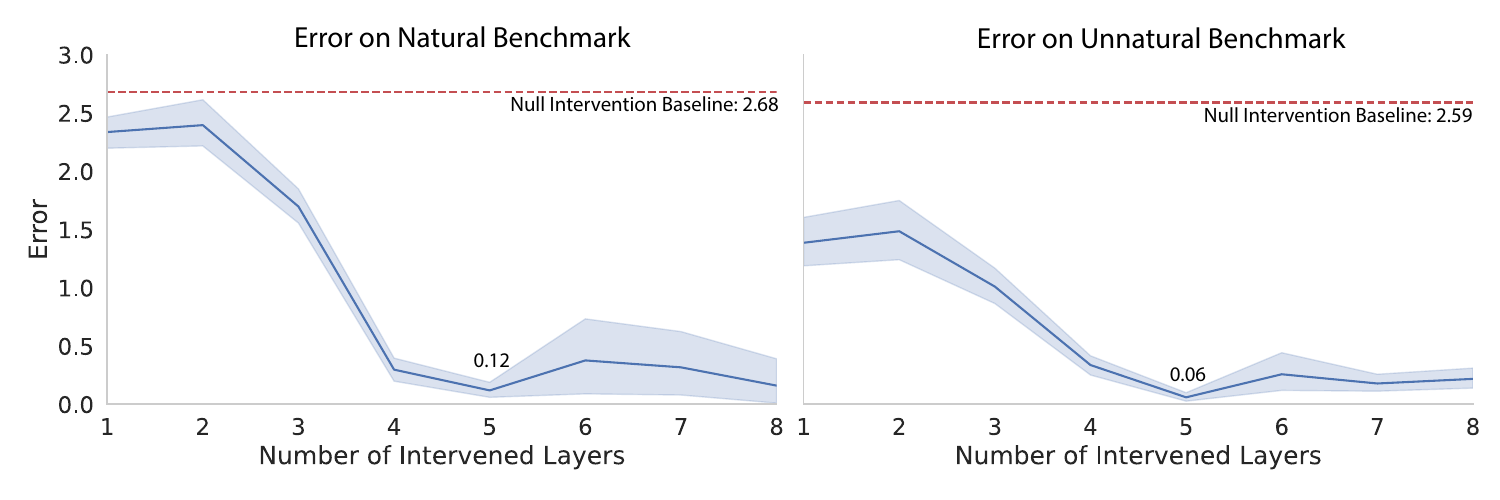 Error on Natural Benchmark
3.0
2.5
2.0
1.5
1.0
0.5
0.0
Error
Null Intervention Baseline: 2.68
0.12
1 2 3 4 5 6 7 8
Number of Intervened Layers
Error on Unnatural Benchmark
Null Intervention Baseline: 2.59
0.06
1 2 3 4 5 6 7 8
Number of Intervened Layers